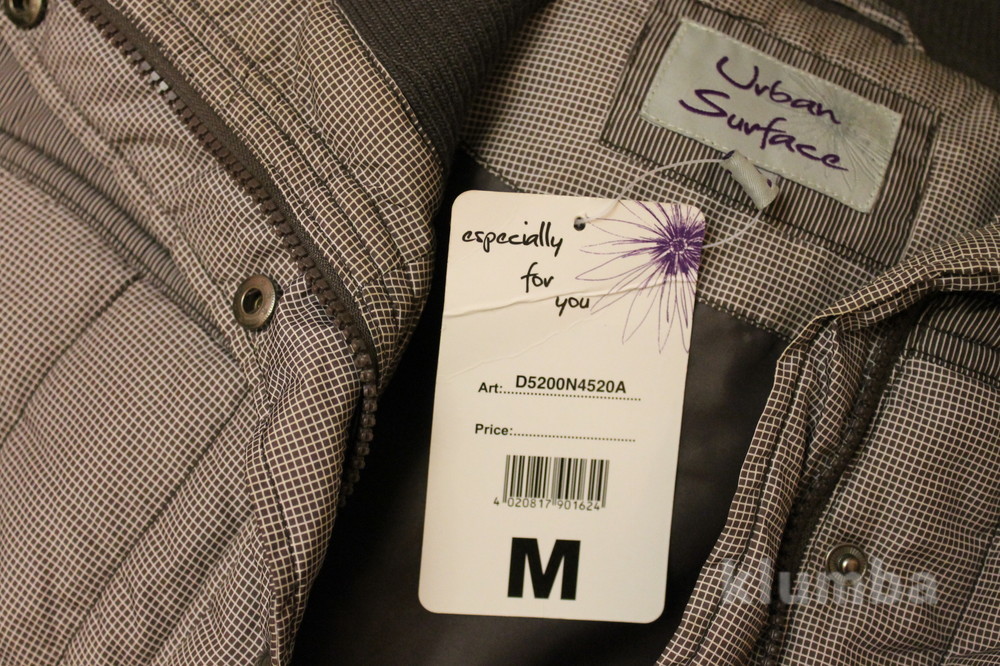 Urban
Surface
especially
for
you
Art:..........D5200N4520A
Price:..............................
4 020817 901624
M
klumba